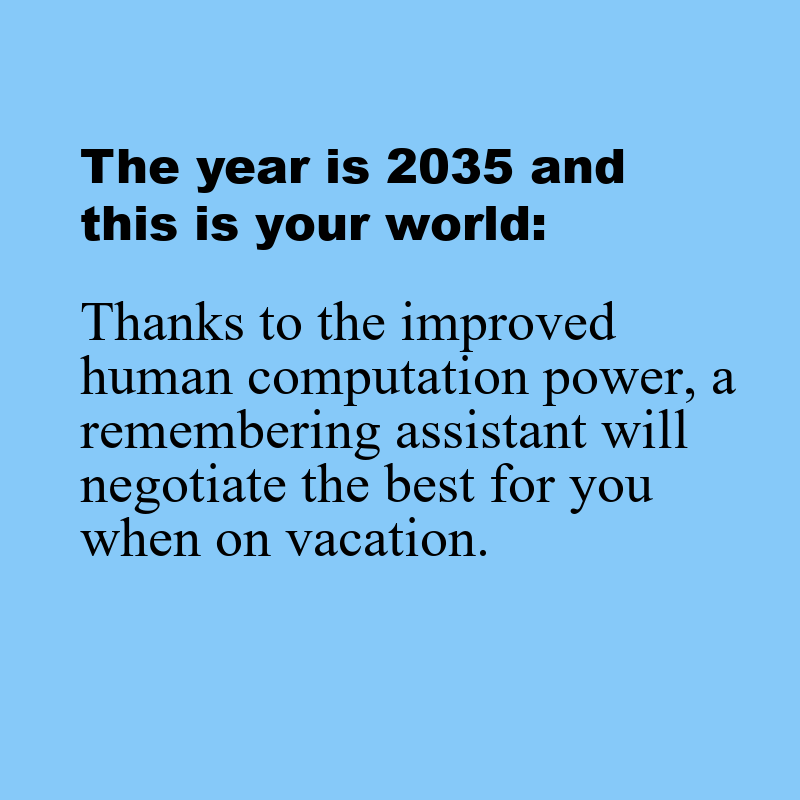 The year is 2035 and
this is your world:
Thanks to the improved
human computation power, a
remembering assistant will
negotiate the best for you
when on vacation.